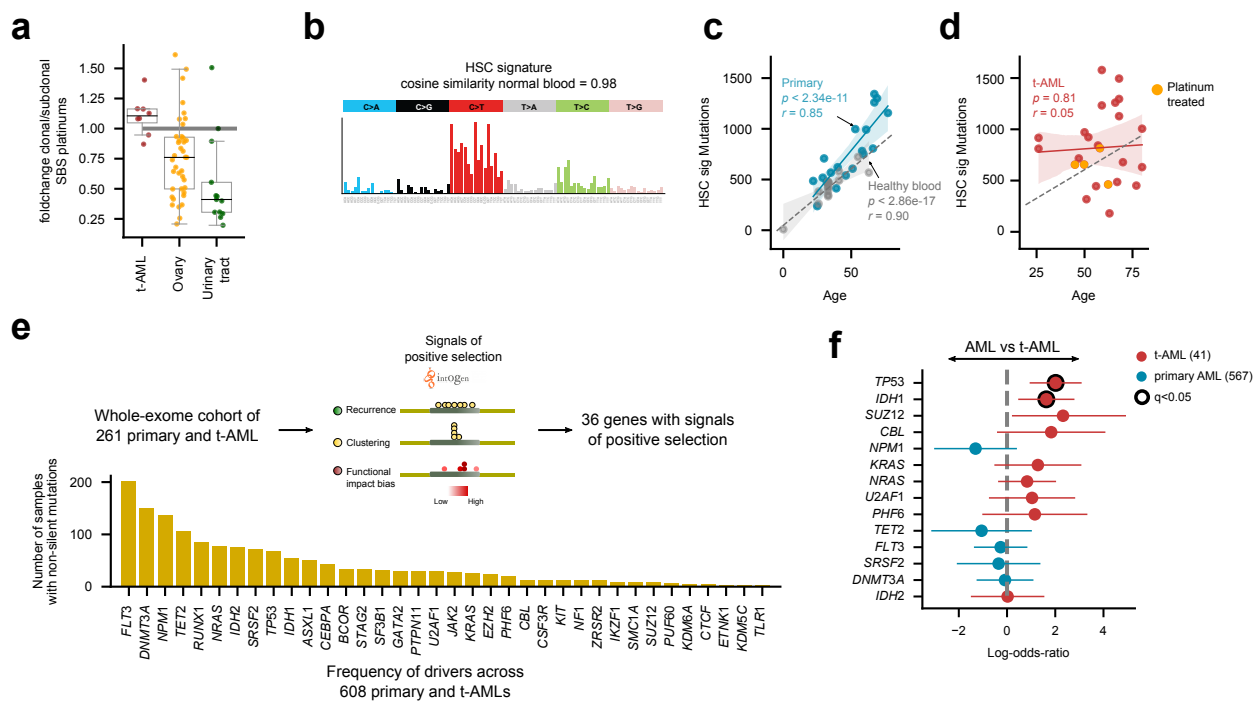 a
foldchange clonal/subclonal
SBS platinums
1.50
1.25
1.00
0.75
0.50
0.25
t-AML
Ovary
Urinary
tract
b
HSC signature
cosine similarity normal blood = 0.98
C>A
C>G
C>T
T>A
T>C
T>G
c
HSC sig Mutations
1500
1000
500
0
Primary
p < 2.34e-11
r = 0.85
Healthy blood
p < 2.86e-17
r = 0.90
0
50
Age
d
HSC sig Mutations
1500
1000
500
0
t-AML
p = 0.81
r = 0.05
Platinum
treated
25
50
75
Age
e
Whole-exome cohort of
261 primary and t-AML
Signals of
positive selection
intOgen
Recurrence
Clustering
Functional
impact bias
Low
High
36 genes with signals
of positive selection
Number of samples
with non-silent mutations
200
100
0
FLT3
DNMT3A
NPM1
TET2
RUNX1
NRAS
IDH2
SRSF2
TP53
IDH1
ASXL1
CEBPA
BCOR
STAG2
SF3B1
GATA2
PTPN11
U2AF1
JAK2
KRAS
EZH2
PHF6
CBL
CSF3R
KIT
NF1
ZRSR2
IKZF1
SMC1A
SUZ12
PUF60
KDM6A
CTCF
ETNK1
KDM5C
TLR1
Frequency of drivers across
608 primary and t-AMLs
f
AML vs t-AML
t-AML (41)
primary AML (567)
q<0.05
TP53
IDH1
SUZ12
CBL
NPM1
KRAS
NRAS
U2AF1
PHF6
TET2
FLT3
SRSF2
DNMT3A
IDH2
−2
0
2
4
Log-odds-ratio